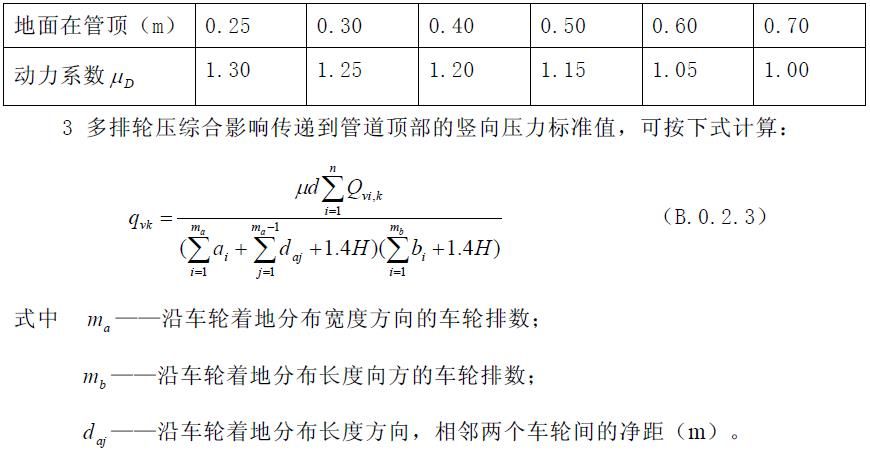 地面在管顶（m） 0.25 0.30 0.40 0.50 0.60 0.70
动力系数 μ_D 1.30 1.25 1.20 1.15 1.05 1.00
3 多排轮压综合影响传递到管道顶部的竖向压力标准值，可按下式计算：
q_{vk} = \frac{\mu d \sum_{i=1}^{n} Q_{vi,k}}{(\sum_{i=1}^{m_a} a_i + \sum_{j=1}^{m_a-1} d_{aj} + 1.4H)(\sum_{i=1}^{m_b} b_i + 1.4H)} （B.0.2.3）
式中 m_a——沿车轮着地分布宽度方向的车轮排数；
m_b——沿车轮着地分布长度向方的车轮排数；
d_{aj}——沿车轮着地分布长度方向，相邻两个车轮间的净距（m）。